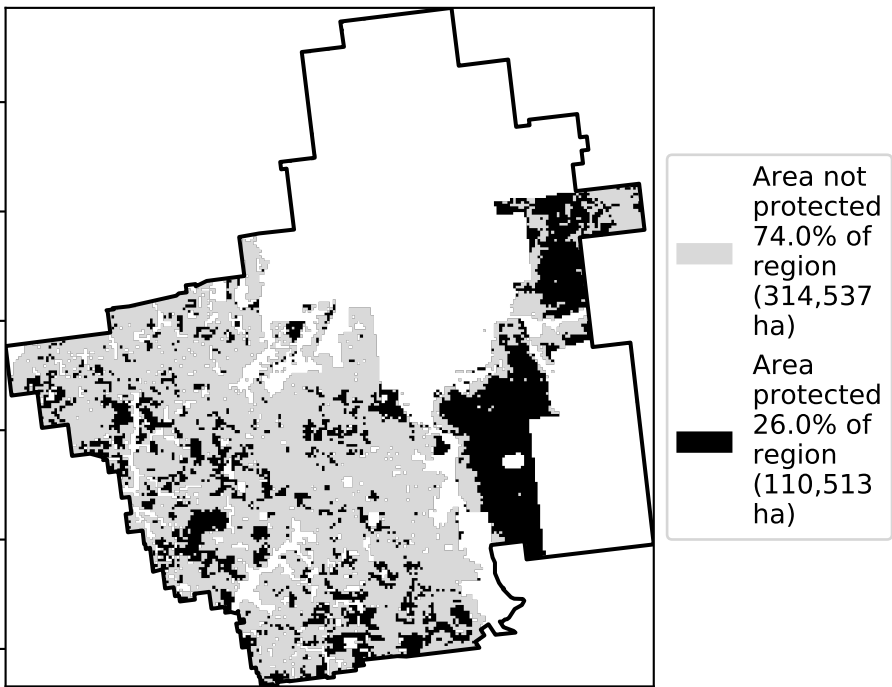 Area not
protected
74.0% of
region
(314,537
ha)
Area
protected
26.0% of
region
(110,513
ha)